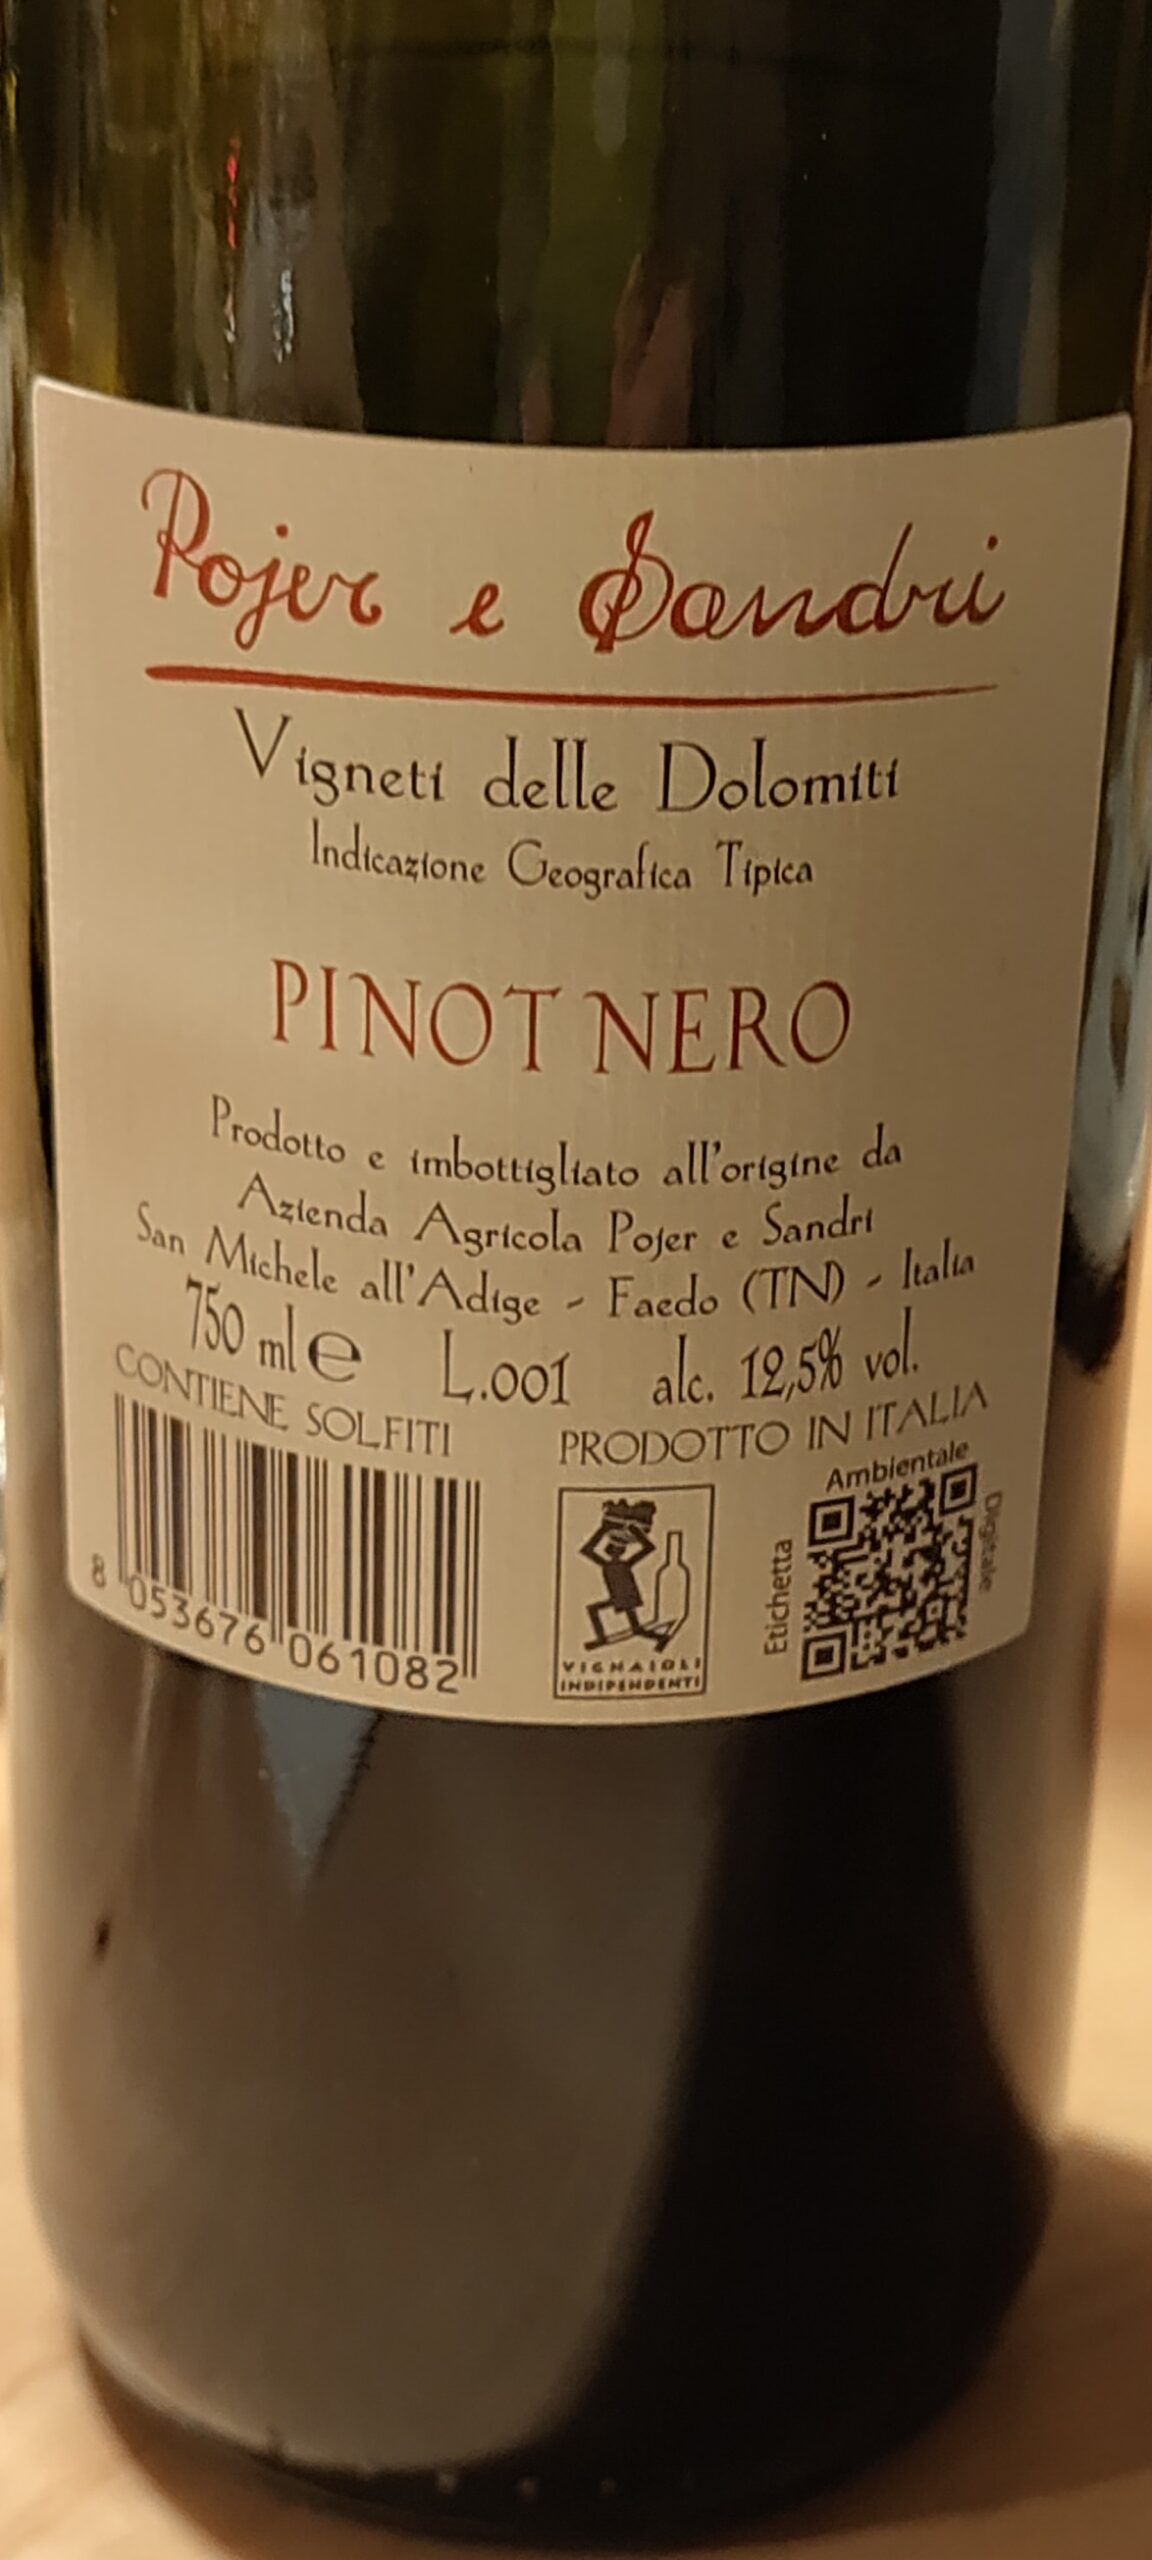 Pojer e Sandri
Vigneti delle Dolomiti
Indicazione Geografica Tipica
PINOT NERO
Prodotto e imbottigliato all'origine da
Azienda Agricola Pojer e Sandri
San Michele all'Adige - Faedo (TN) - Italia
750 ml e L.001 alc. 12,5% vol.
CONTIENE SOLFITI PRODOTTO IN ITALIA
Etichetta Ambientale Digitale
8 053676 061082
VIGNAIOLI
INDIPENDENTI